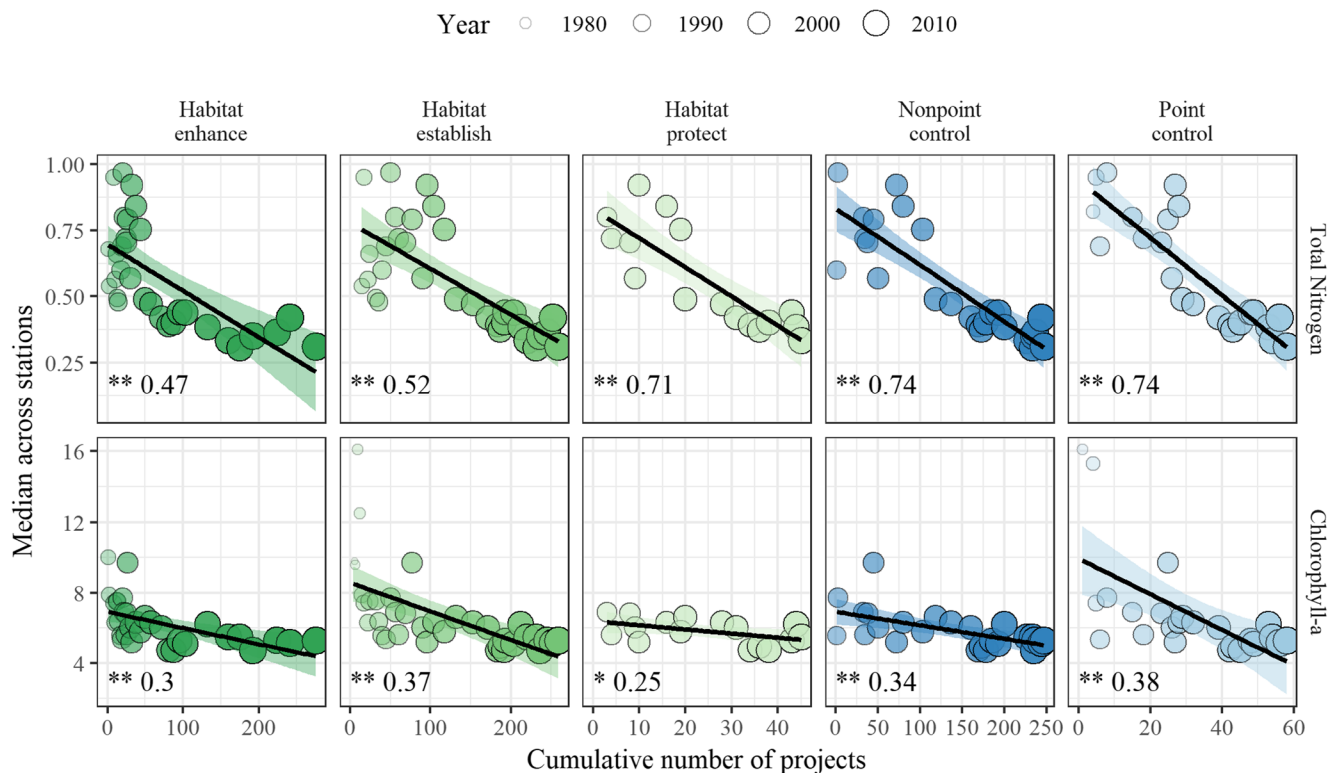 Year 1980 1990 2000 2010
Habitat
enhance
Habitat
establish
Habitat
protect
Nonpoint
control
Point
control
Median across stations
1.00
0.75
0.50
0.25
** 0.47
** 0.52
** 0.71
** 0.74
** 0.74
Total Nitrogen
16
12
8
4
** 0.3
** 0.37
* 0.25
** 0.34
** 0.38
Chlorophyll-a
0 100 200
0 100 200
0 10 20 30 40
0 50 100 150 200 250
0 20 40 60
Cumulative number of projects